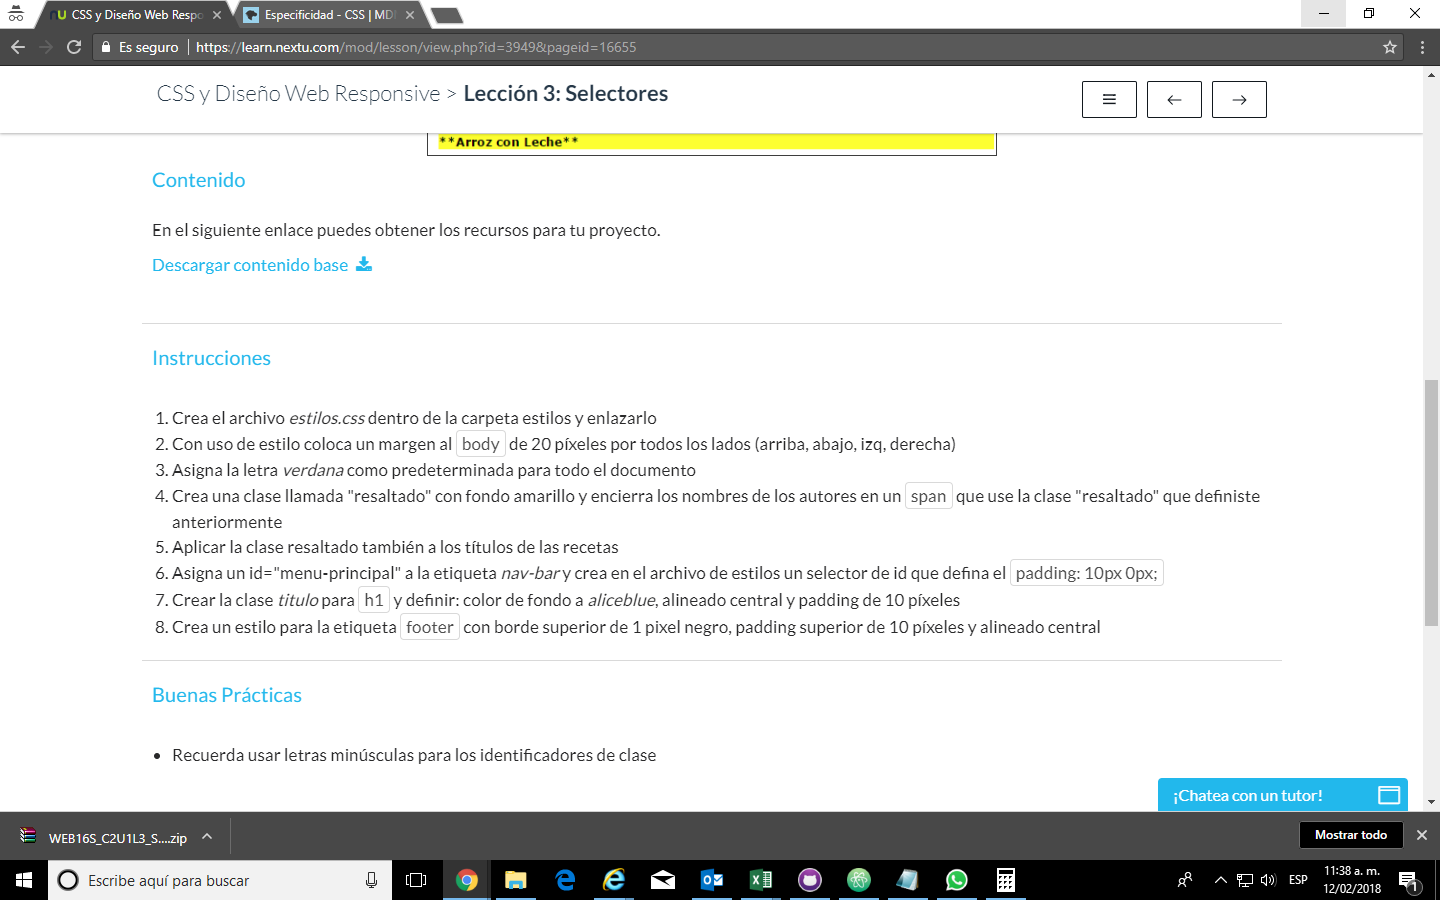 CSS y Diseño Web Respo
Especificidad - CSS | MD
Es seguro
https://learn.nextu.com/mod/lesson/view.php?id=3949&pageid=16655
CSS y Diseño Web Responsive > Lección 3: Selectores
**Arroz con Leche**
Contenido
En el siguiente enlace puedes obtener los recursos para tu proyecto.
Descargar contenido base
Instrucciones
1. Crea el archivo estilos.css dentro de la carpeta estilos y enlazarlo
2. Con uso de estilo coloca un margen al body de 20 píxeles por todos los lados (arriba, abajo, izq, derecha)
3. Asigna la letra verdana como predeterminada para todo el documento
4. Crea una clase llamada "resaltado" con fondo amarillo y encierra los nombres de los autores en un span que use la clase "resaltado" que definiste
anteriormente
5. Aplicar la clase resaltado también a los títulos de las recetas
6. Asigna un id="menu-principal" a la etiqueta nav-bar y crea en el archivo de estilos un selector de id que defina el padding: 10px 0px;
7. Crear la clase titulo para h1 y definir: color de fondo a aliceblue, alineado central y padding de 10 píxeles
8. Crea un estilo para la etiqueta footer con borde superior de 1 pixel negro, padding superior de 10 píxeles y alineado central
Buenas Prácticas
• Recuerda usar letras minúsculas para los identificadores de clase
¡Chatea con un tutor!
WEB16S_C2U1L3_S....zip
Mostrar todo
Escribe aquí para buscar
ESP
11:38 a. m.
12/02/2018
1